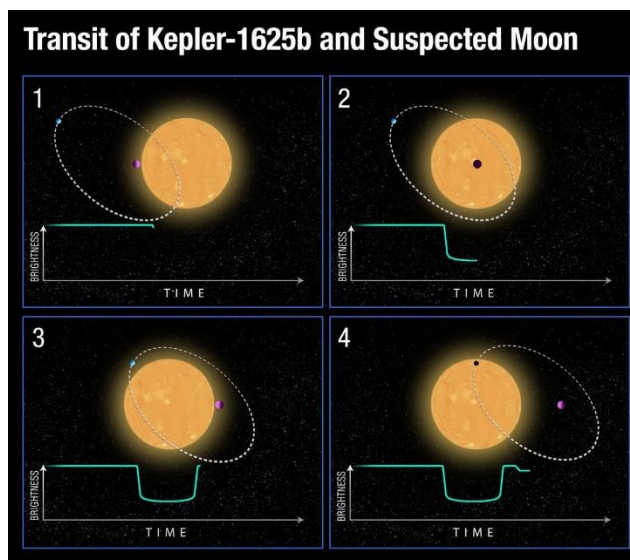 Transit of Kepler-1625b and Suspected Moon
1
BRIGHTNESS
TIME
2
BRIGHTNESS
TIME
3
BRIGHTNESS
TIME
4
BRIGHTNESS
TIME